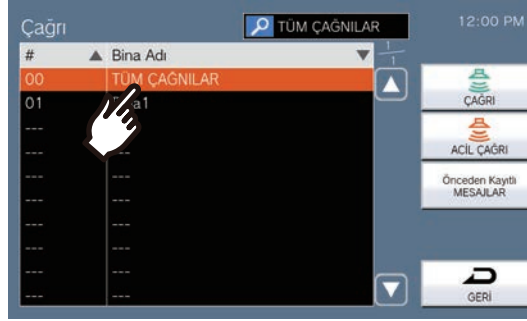 Çağrı
TÜM ÇAĞNILAR
12:00 PM
# Bina Adı
1/1
00 TÜM ÇAĞNILAR
01
---
--- ---
--- ---
--- ---
--- ---
--- ---
--- ---
--- ---
ÇAĞRI
ACİL ÇAĞRI
Önceden Kayıtlı
MESAJLAR
GERİ